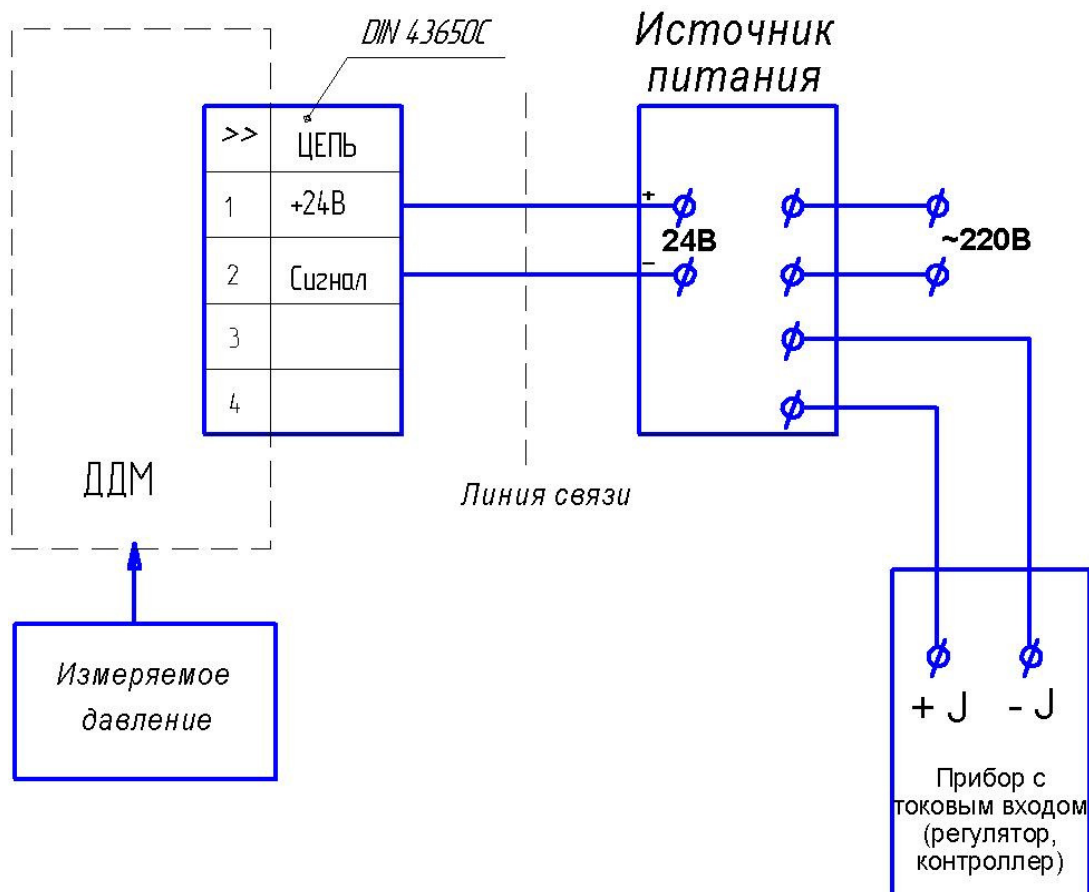 DIN 43650C
Источник
питания
>> ЦЕПЬ
1 +24В
2 Сигнал
3
4
+
24В
−
~220В
ДДМ
Линия связи
Измеряемое
давление
+ J - J
Прибор с
токовым входом
(регулятор,
контроллер)